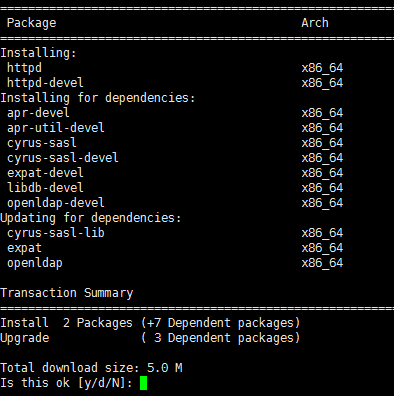 ================================================================
Package Arch
================================================================
Installing:
httpd x86_64
httpd-devel x86_64
Installing for dependencies:
apr-devel x86_64
apr-util-devel x86_64
cyrus-sasl x86_64
cyrus-sasl-devel x86_64
expat-devel x86_64
libdb-devel x86_64
openldap-devel x86_64
Updating for dependencies:
cyrus-sasl-lib x86_64
expat x86_64
openldap x86_64
Transaction Summary
================================================================
Install 2 Packages (+7 Dependent packages)
Upgrade ( 3 Dependent packages)
Total download size: 5.0 M
Is this ok [y/d/N]: